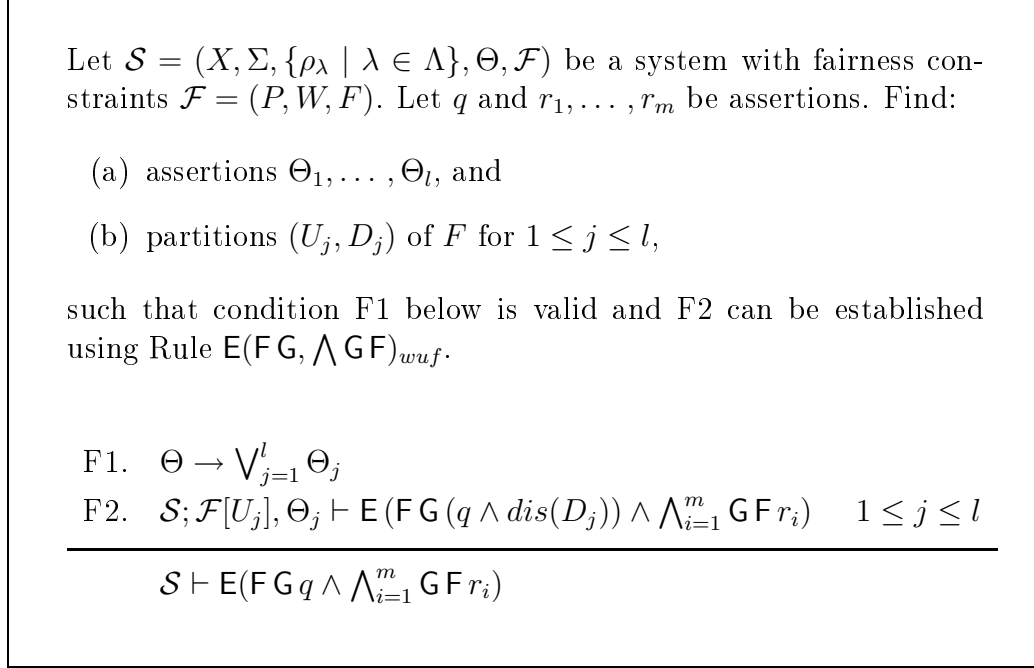 Let 𝒮 = (X, Σ, {ρ_λ | λ ∈ Λ}, Θ, ℱ) be a system with fairness con-
straints ℱ = (P, W, F). Let q and r_1, . . . , r_m be assertions. Find:
(a) assertions Θ_1, . . . , Θ_l, and
(b) partitions (U_j, D_j) of F for 1 ≤ j ≤ l,
such that condition F1 below is valid and F2 can be established
using Rule E(F G, ⋀ G F)_{wuf}.
F1. Θ → ⋁_{j=1}^{l} Θ_j
F2. 𝒮; ℱ[U_j], Θ_j ⊢ E (F G (q ∧ dis(D_j)) ∧ ⋀_{i=1}^{m} G F r_i) 1 ≤ j ≤ l
𝒮 ⊢ E(F G q ∧ ⋀_{i=1}^{m} G F r_i)